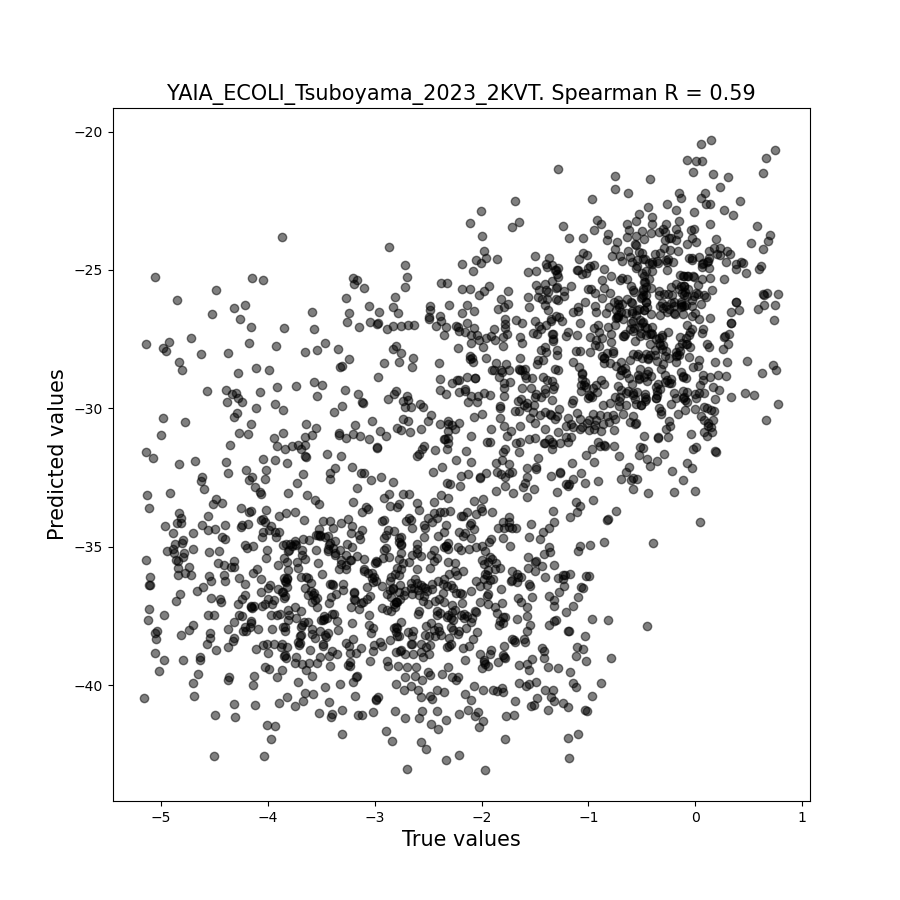 YAIA_ECOLI_Tsuboyama_2023_2KVT. Spearman R = 0.59
−20
−25
−30
−35
−40
Predicted values
−5 −4 −3 −2 −1 0 1
True values